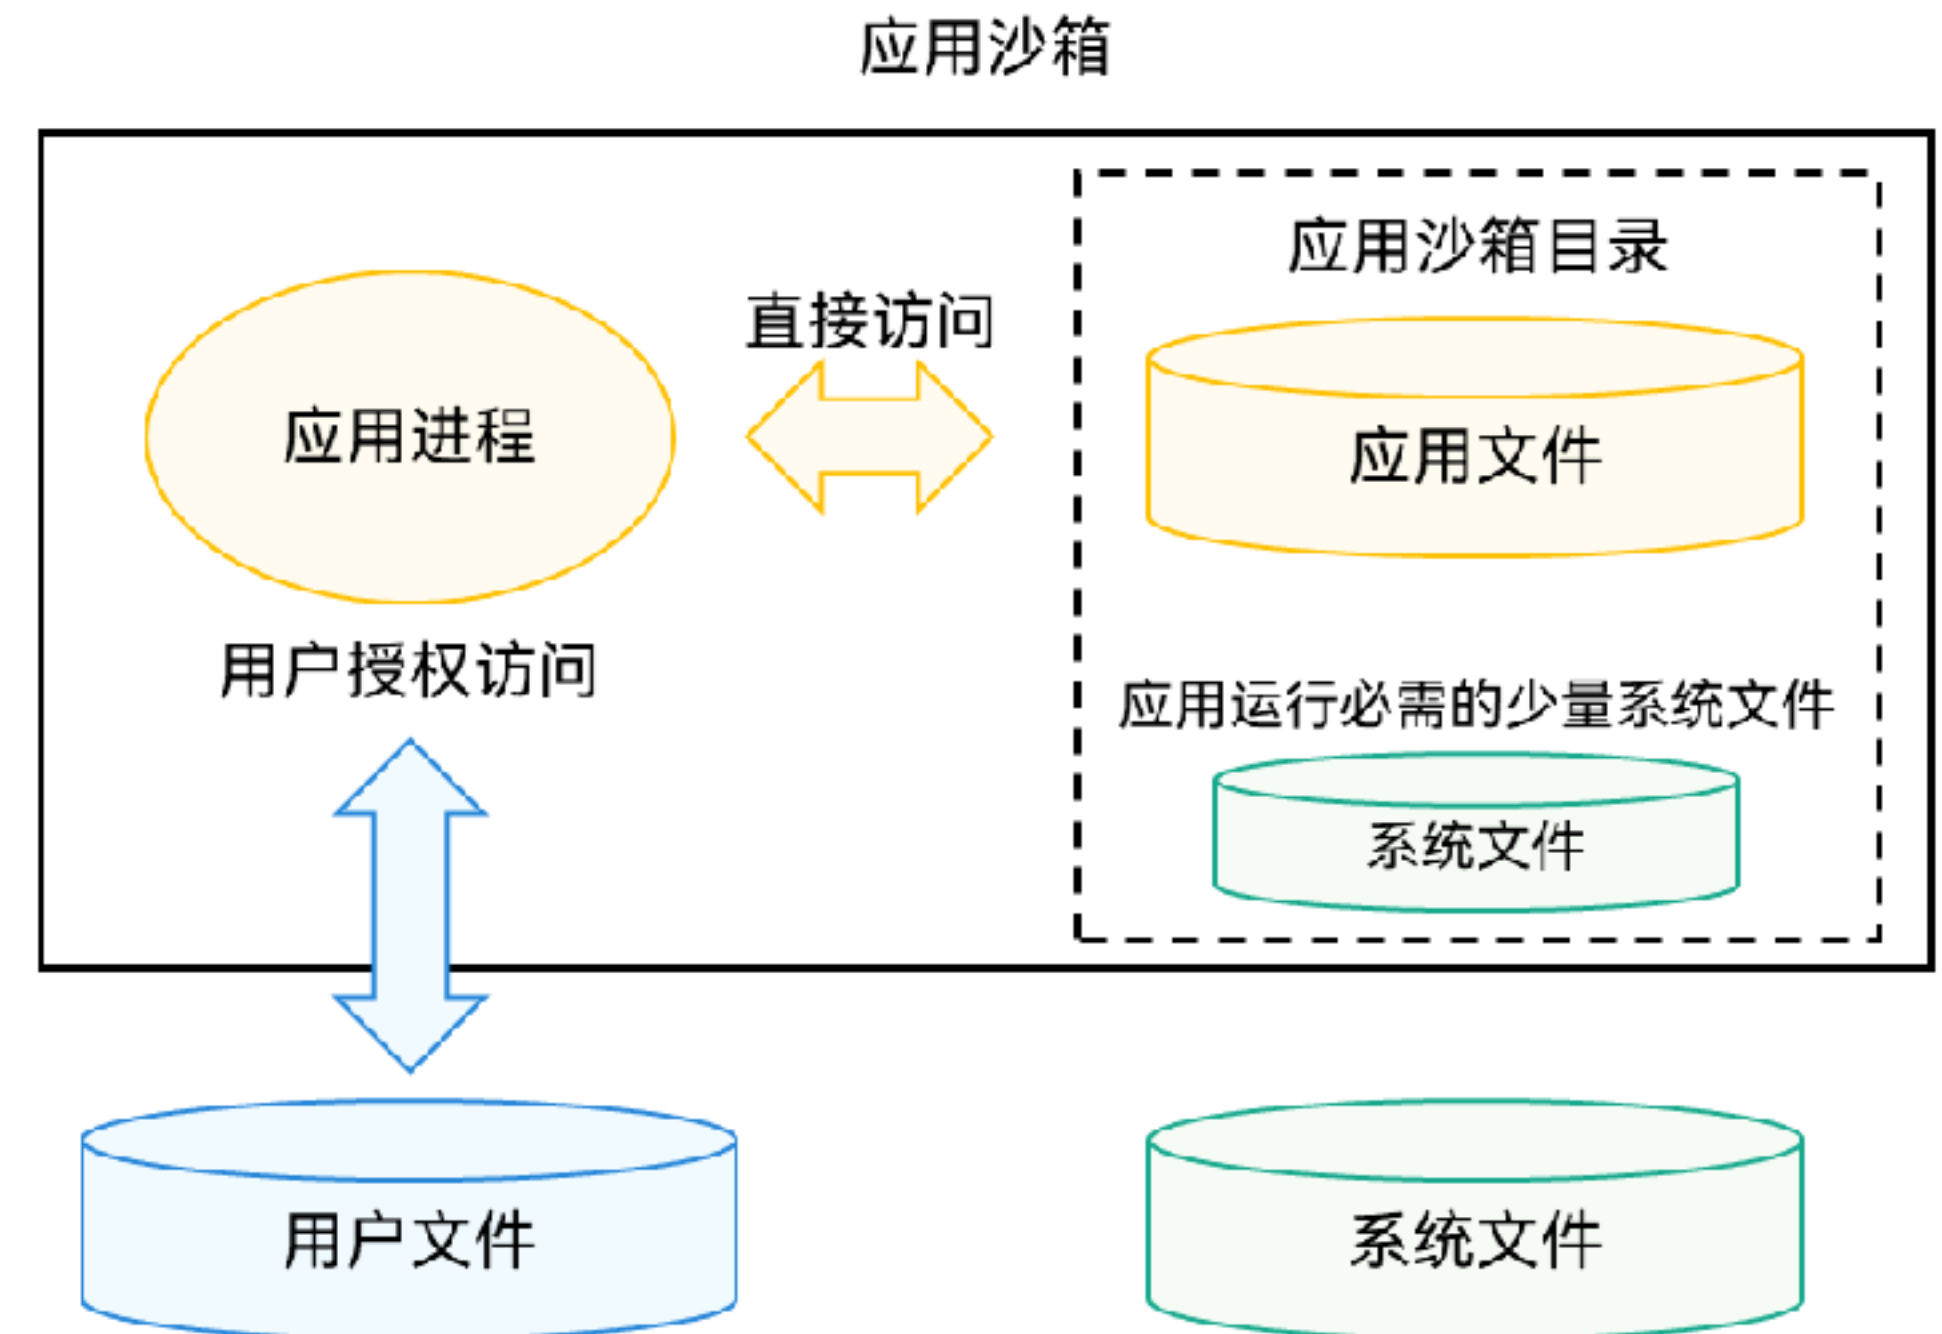 应用沙箱
应用沙箱目录
直接访问
应用进程
应用文件
用户授权访问
应用运行必需的少量系统文件
系统文件
用户文件
系统文件